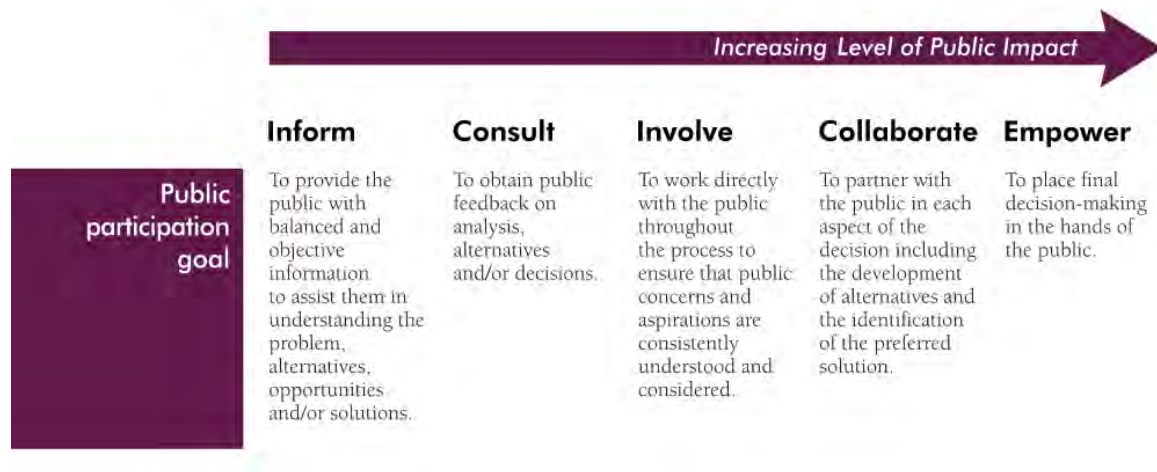 Increasing Level of Public Impact
Inform
Consult
Involve
Collaborate
Empower
Public
participation
goal
To provide the
public with
balanced and
objective
information
to assist them in
understanding the
problem,
alternatives,
opportunities
and/or solutions.
To obtain public
feedback on
analysis,
alternatives
and/or decisions.
To work directly
with the public
throughout
the process to
ensure that public
concerns and
aspirations are
consistently
understood and
considered.
To partner with
the public in each
aspect of the
decision including
the development
of alternatives and
the identification
of the preferred
solution.
To place final
decision-making
in the hands of
the public.